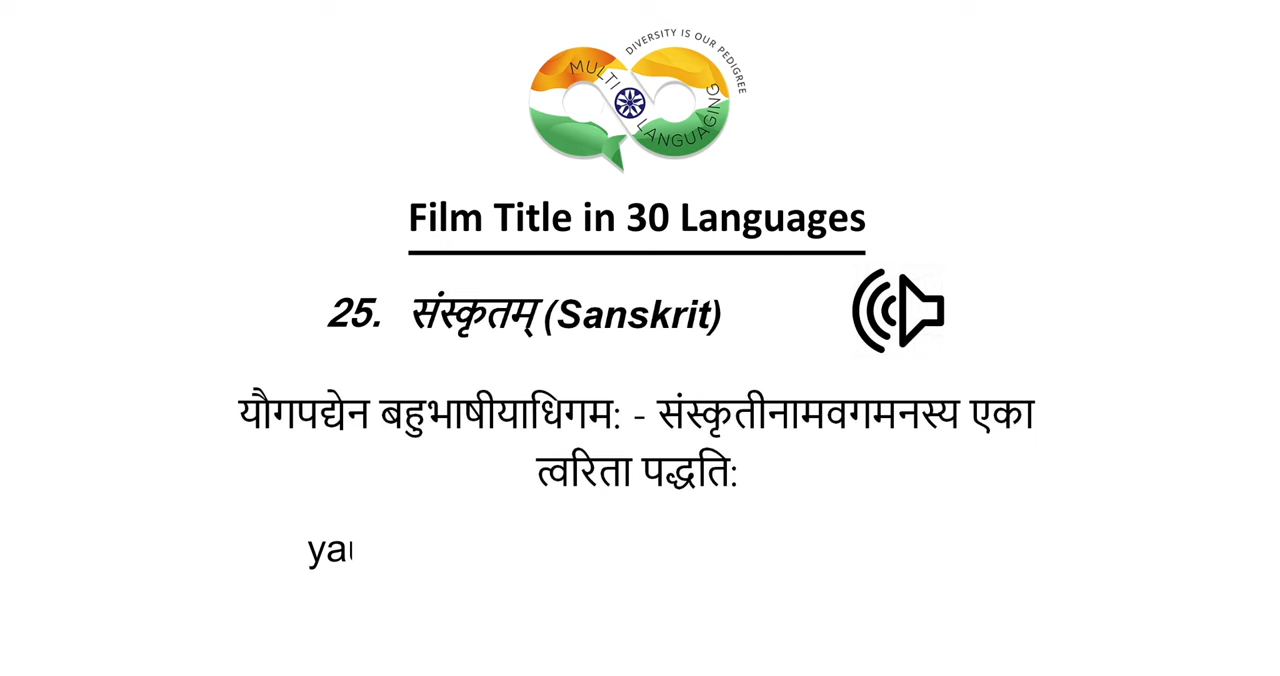 DIVERSITY IS OUR PEDIGREE
MULTI
LANGUAGING
Film Title in 30 Languages
25. संस्कृतम् (Sanskrit)
यौगपद्येन बहुभाषीयाधिगम: - संस्कृतीनामवगमनस्य एका
त्वरिता पद्धति:
yau